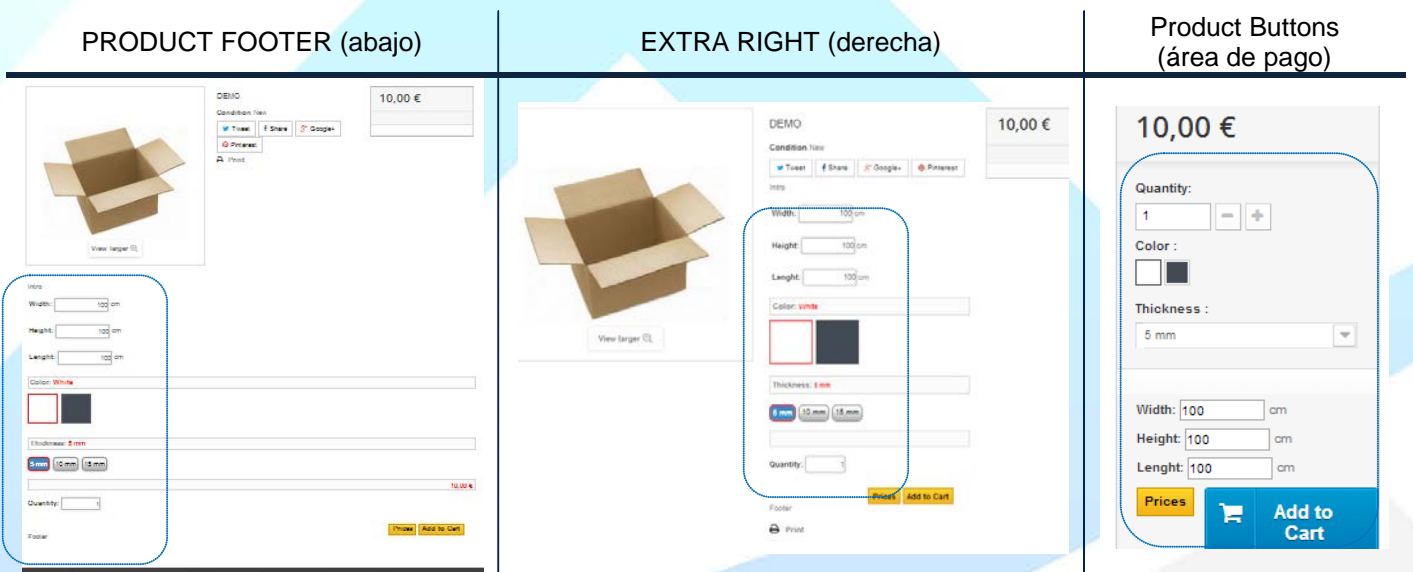 PRODUCT FOOTER (abajo)
DEMO
Condition New
Tweet
Share
Google+
Pinterest
Print
10,00 €
View larger
Intro
Width: 100 cm
Height: 100 cm
Lenght: 100 cm
Color: White
Thickness: 5 mm
5 mm
10 mm
15 mm
10,00 €
Quantity: 1
Prices
Add to Cart
Footer
EXTRA RIGHT (derecha)
DEMO
Condition New
Tweet
Share
Google+
Pinterest
10,00 €
View larger
Intro
Width: 100 cm
Height: 100 cm
Lenght: 100 cm
Color: White
Thickness: 5 mm
5 mm
10 mm
15 mm
Quantity: 1
Prices
Add to Cart
Footer
Print
Product Buttons
(área de pago)
10,00 €
Quantity:
1
Color :
Thickness :
5 mm
Width: 100 cm
Height: 100 cm
Lenght: 100 cm
Prices
Add to
Cart